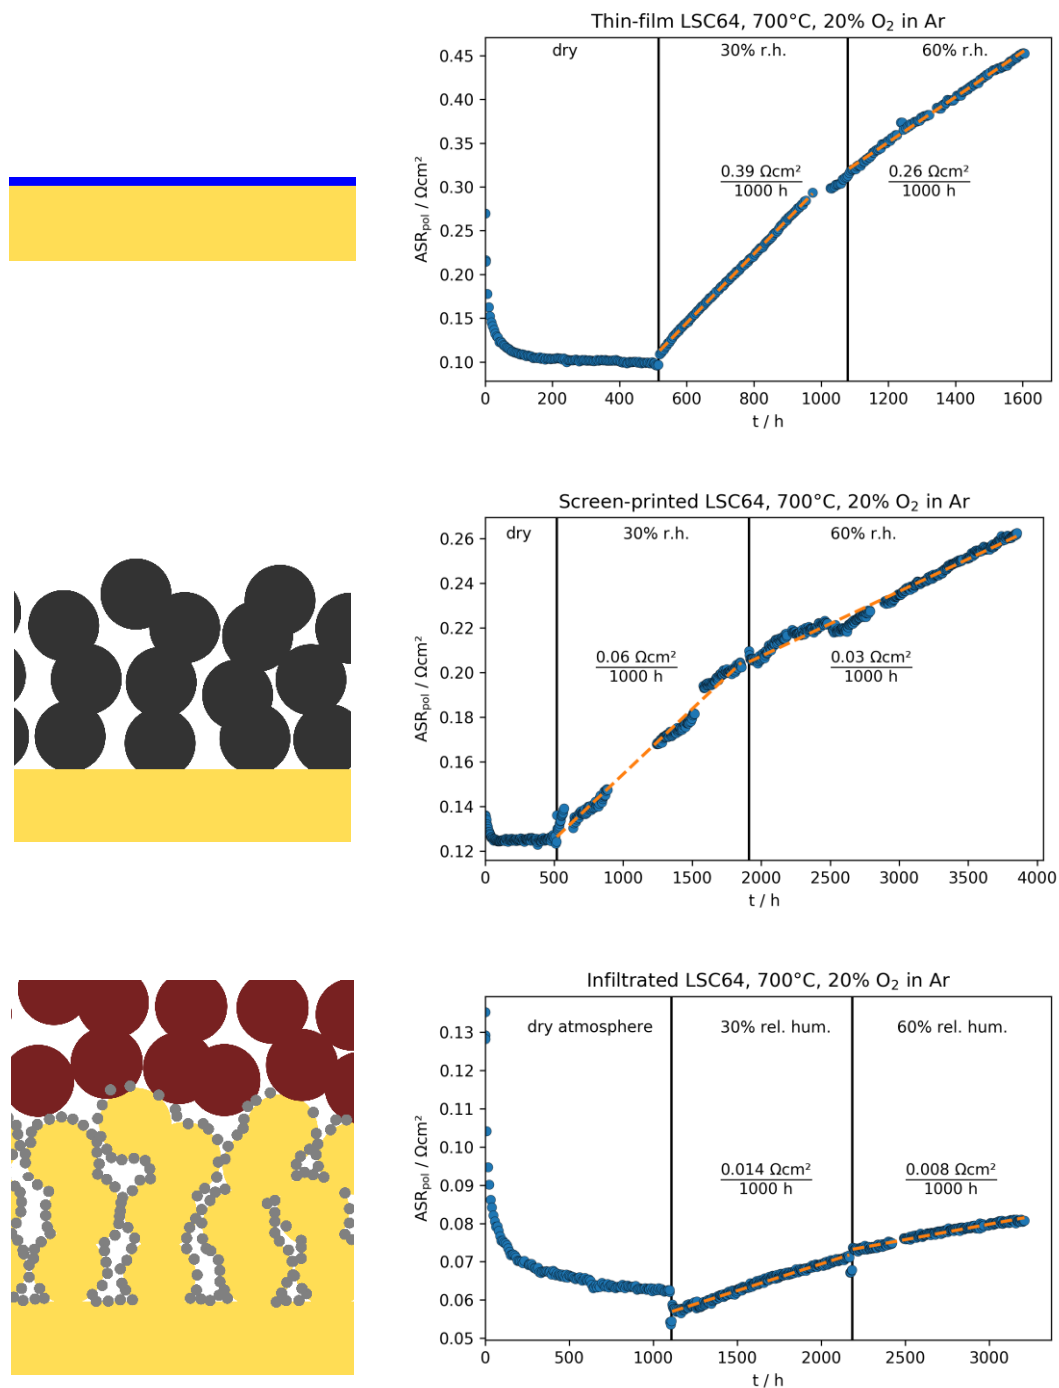 Thin-film LSC64, 700°C, 20% O₂ in Ar
dry 30% r.h. 60% r.h.
0.45
0.40
0.35
0.30
0.25
0.20
0.15
0.10
ASRpol / Ωcm²
0.39 Ωcm²
1000 h
0.26 Ωcm²
1000 h
0 200 400 600 800 1000 1200 1400 1600
t / h
Screen-printed LSC64, 700°C, 20% O₂ in Ar
dry 30% r.h. 60% r.h.
0.26
0.24
0.22
0.20
0.18
0.16
0.14
0.12
ASRpol / Ωcm²
0.06 Ωcm²
1000 h
0.03 Ωcm²
1000 h
0 500 1000 1500 2000 2500 3000 3500 4000
t / h
Infiltrated LSC64, 700°C, 20% O₂ in Ar
dry atmosphere 30% rel. hum. 60% rel. hum.
0.13
0.12
0.11
0.10
0.09
0.08
0.07
0.06
0.05
ASRpol / Ωcm²
0.014 Ωcm²
1000 h
0.008 Ωcm²
1000 h
0 500 1000 1500 2000 2500 3000
t / h